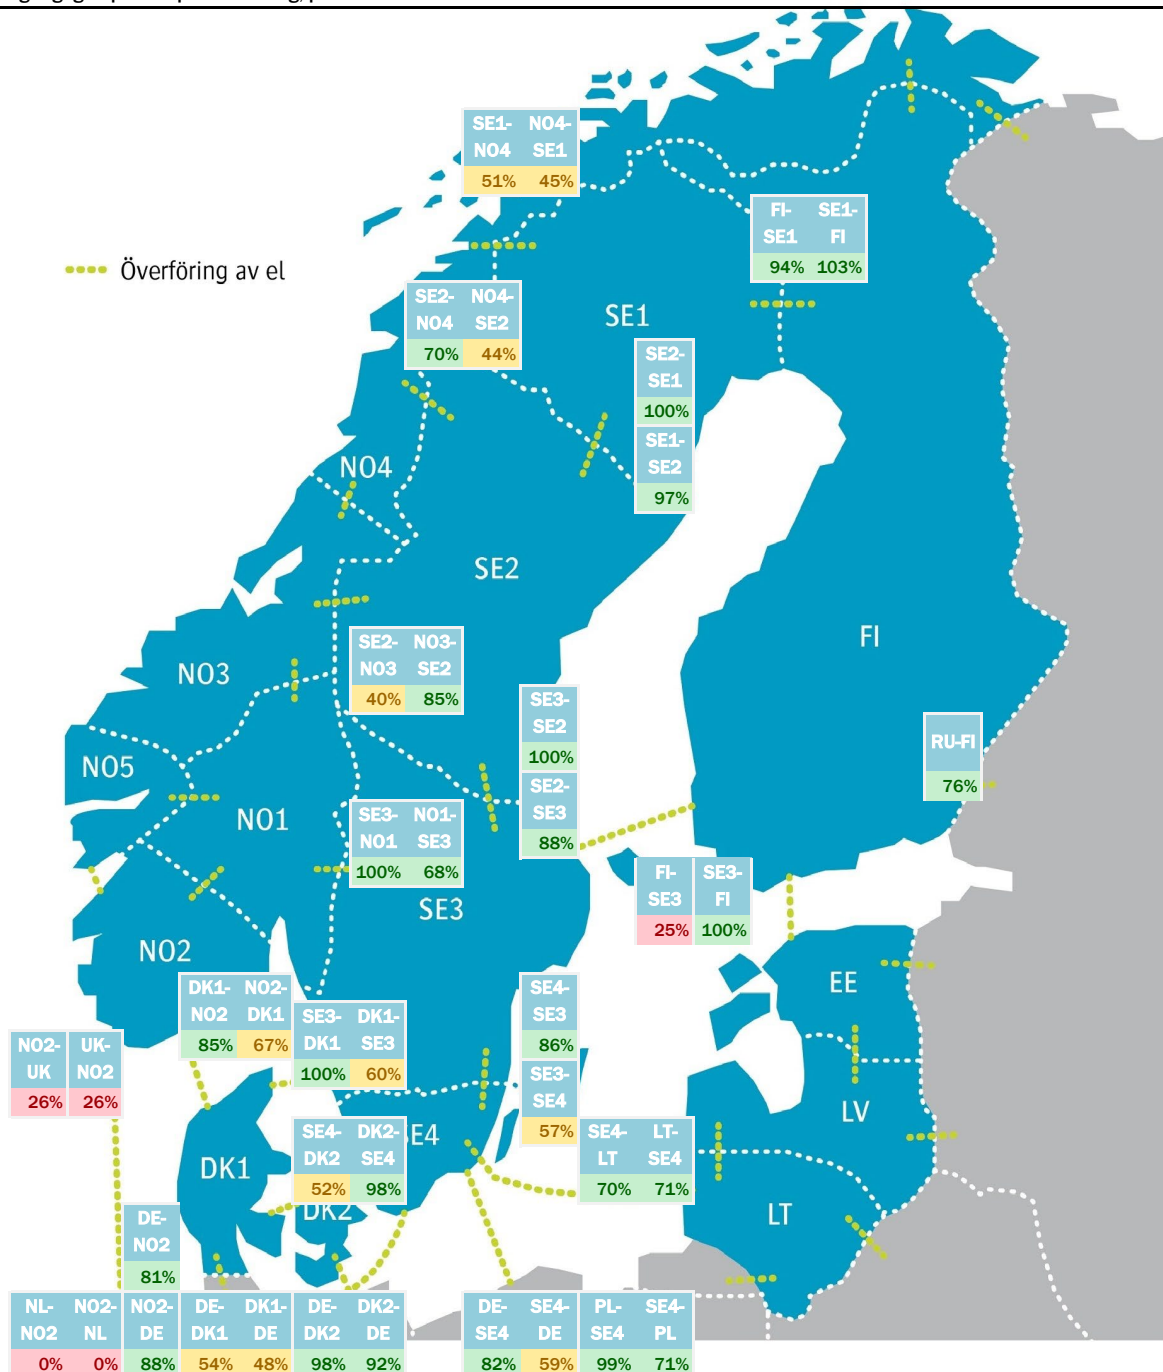 SE1- NO4-
NO4 SE1
51% 45%
FI- SE1-
SE1 FI
94% 103%
Överföring av el
SE2- NO4-
NO4 SE2
70% 44%
SE1
SE2-
SE1
100%
SE1-
SE2
97%
NO4
SE2
FI
SE2- NO3-
NO3 SE2
40% 85%
NO3
SE3-
SE2
100%
SE2-
SE3
88%
RU-FI
76%
NO5
NO1
SE3- NO1-
NO1 SE3
100% 68%
SE3
FI- SE3-
SE3 FI
25% 100%
NO2
EE
DK1- NO2-
NO2 DK1
85% 67%
SE3- DK1-
DK1 SE3
100% 60%
SE4-
SE3
86%
SE3-
SE4
57%
NO2- UK-
UK NO2
26% 26%
LV
SE4- DK2-
DK2 SE4
52% 98%
E4
SE4- LT-
LT SE4
70% 71%
DK1
DK2
LT
DE-
NO2
81%
NL- NO2- NO2- DE- DK1- DE- DK2-
NO2 NL DE DK1 DE DK2 DE
0% 0% 88% 54% 48% 98% 92%
DE- SE4- PL- SE4-
SE4 DE SE4 PL
82% 59% 99% 71%